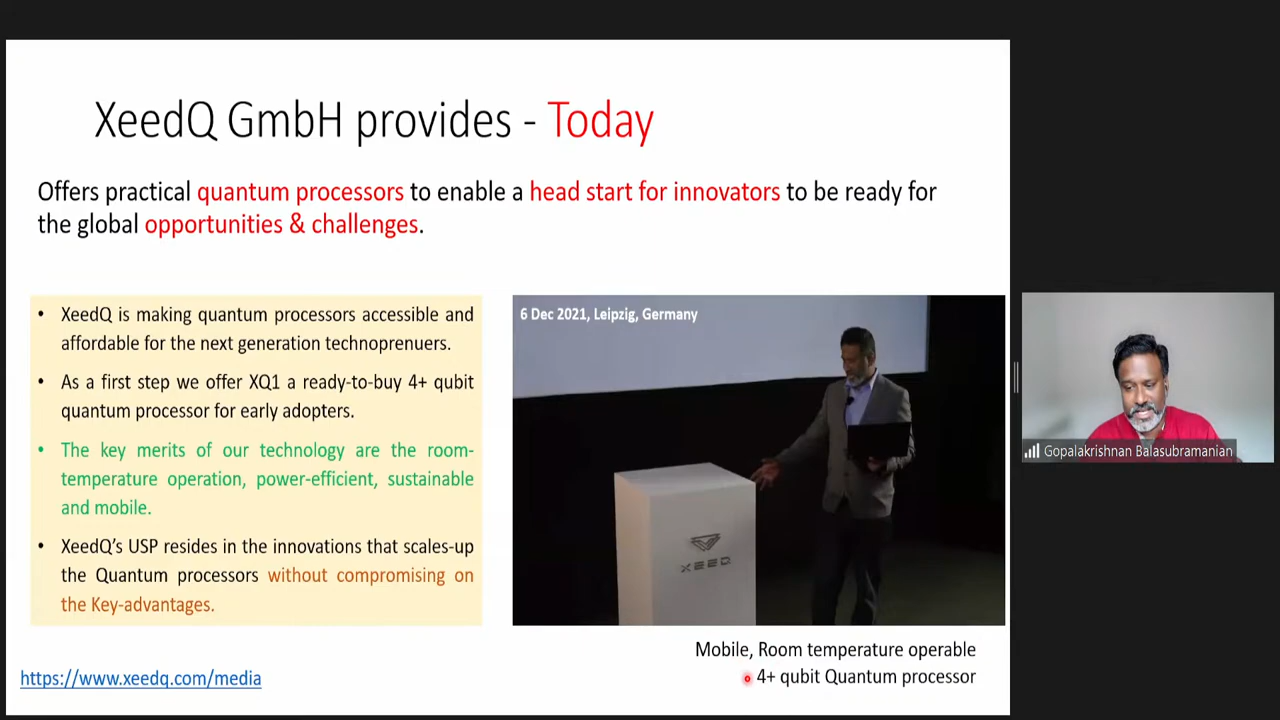 XeedQ GmbH provides - Today
Offers practical quantum processors to enable a head start for innovators to be ready for
the global opportunities & challenges.
• XeedQ is making quantum processors accessible and
affordable for the next generation technoprenuers.
• As a first step we offer XQ1 a ready-to-buy 4+ qubit
quantum processor for early adopters.
• The key merits of our technology are the room-
temperature operation, power-efficient, sustainable
and mobile.
• XeedQ's USP resides in the innovations that scales-up
the Quantum processors without compromising on
the Key-advantages.
https://www.xeedq.com/media
6 Dec 2021, Leipzig, Germany
XEED
Mobile, Room temperature operable
4+ qubit Quantum processor
Gopalakrishnan Balasubramanian